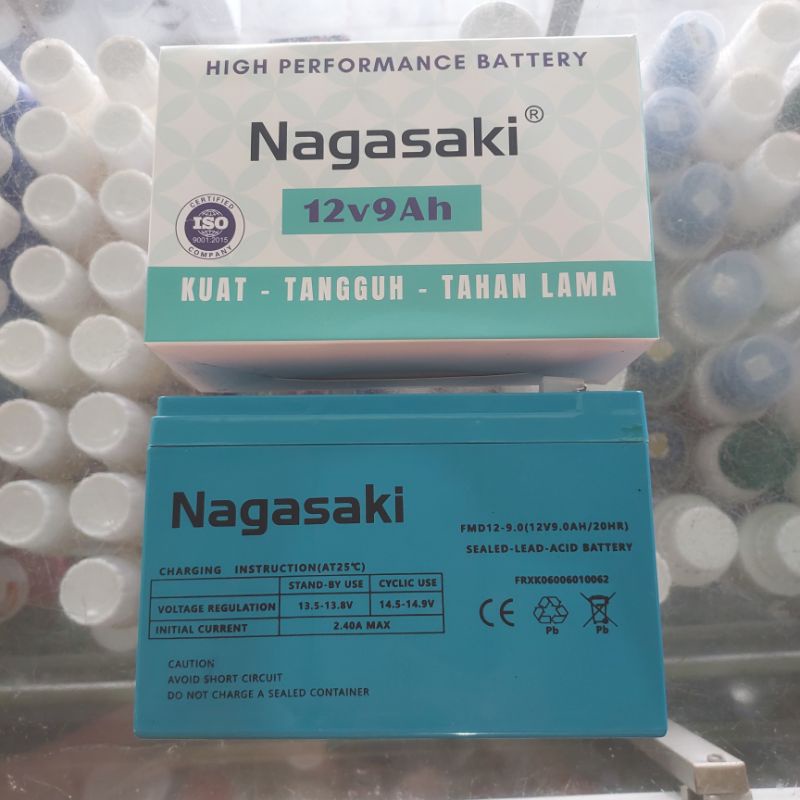 HIGH PERFORMANCE BATTERY
Nagasaki®
12v9Ah
CERTIFIED
ISO
9001:2015
COMPANY
KUAT - TANGGUH - TAHAN LAMA
Nagasaki
FMD12-9.0(12V9.0AH/20HR)
SEALED-LEAD-ACID BATTERY
FRXK06006010062
CHARGING INSTRUCTION(AT25℃)
STAND-BY USE CYCLIC USE
VOLTAGE REGULATION 13.5-13.8V 14.5-14.9V
INITIAL CURRENT 2.40A MAX
CE Pb Pb
CAUTION
AVOID SHORT CIRCUIT
DO NOT CHARGE A SEALED CONTAINER